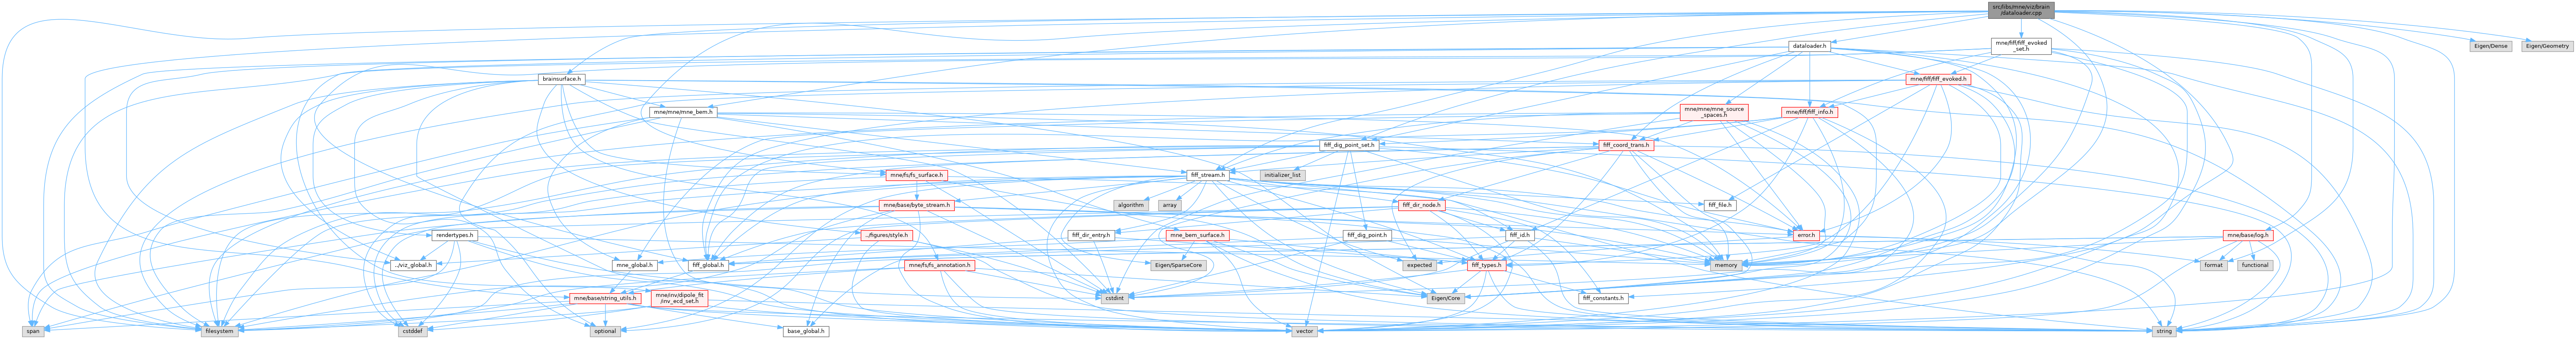 src/libs/mne/viz/brain
/dataloader.cpp
dataloader.h
mne/fiff/fiff_evoked
_set.h
Eigen/Dense
Eigen/Geometry
brainsurface.h
mne/fiff/fiff_evoked.h
mne/mne/mne_bem.h
mne/mne/mne_source
_spaces.h
mne/fiff/fiff_info.h
fiff_dig_point_set.h
fiff_coord_trans.h
mne/fs/fs_surface.h
fiff_stream.h
initializer_list
mne/base/byte_stream.h
algorithm
array
fiff_dir_node.h
fiff_file.h
rendertypes.h
../figures/style.h
fiff_dir_entry.h
mne_bem_surface.h
fiff_dig_point.h
fiff_id.h
error.h
mne/base/log.h
../viz_global.h
mne_global.h
fiff_global.h
mne/fs/fs_annotation.h
Eigen/SparseCore
expected
fiff_types.h
memory
format
functional
mne/base/string_utils.h
mne/inv/dipole_fit
/inv_ecd_set.h
cstdint
Eigen/Core
fiff_constants.h
span
filesystem
cstddef
optional
base_global.h
vector
string